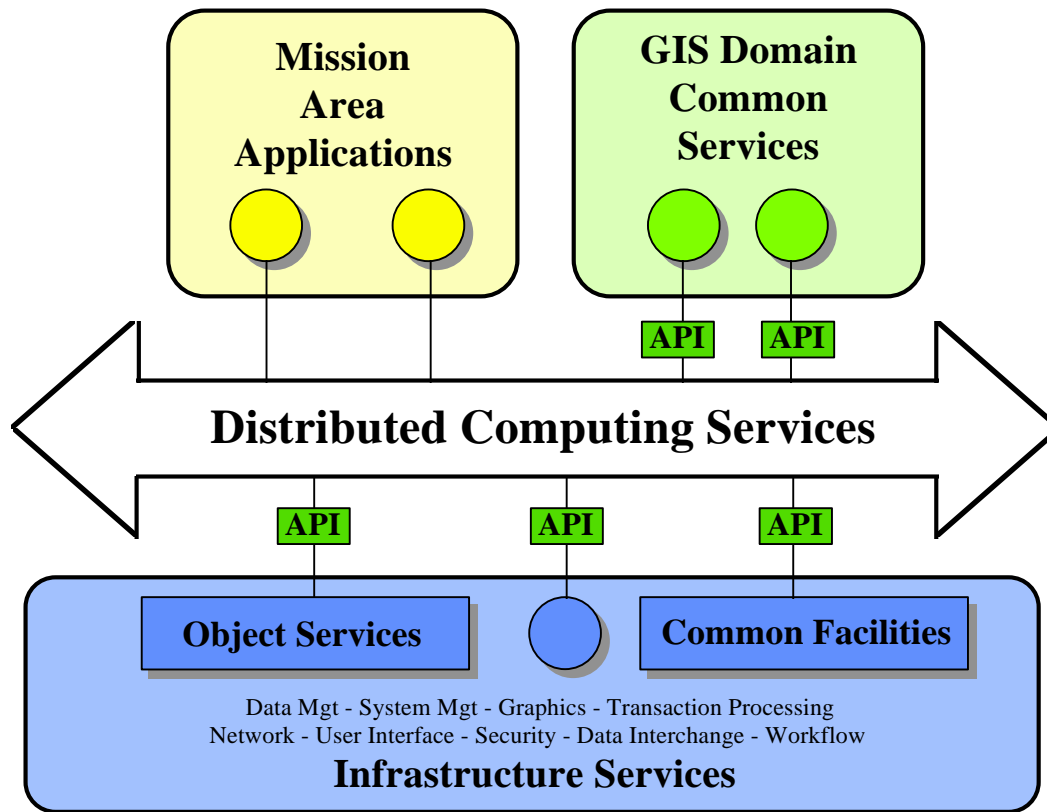 Mission
Area
Applications
GIS Domain
Common
Services
API
API
Distributed Computing Services
API
API
API
Object Services
Common Facilities
Data Mgt - System Mgt - Graphics - Transaction Processing
Network - User Interface - Security - Data Interchange - Workflow
Infrastructure Services